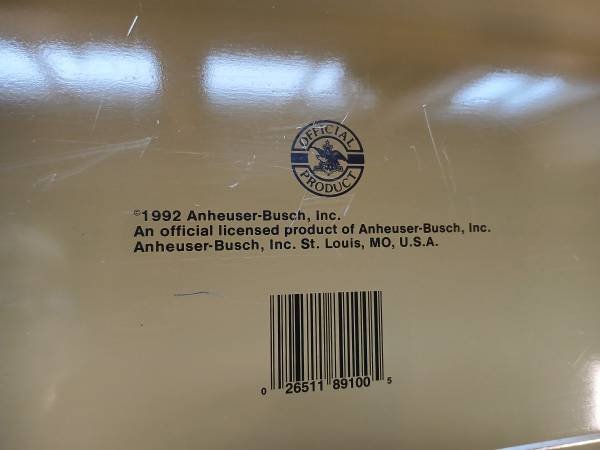 OFFICIAL
PRODUCT
©1992 Anheuser-Busch, Inc.
An official licensed product of Anheuser-Busch, Inc.
Anheuser-Busch, Inc. St. Louis, MO, U.S.A.
0 26511 89100 5